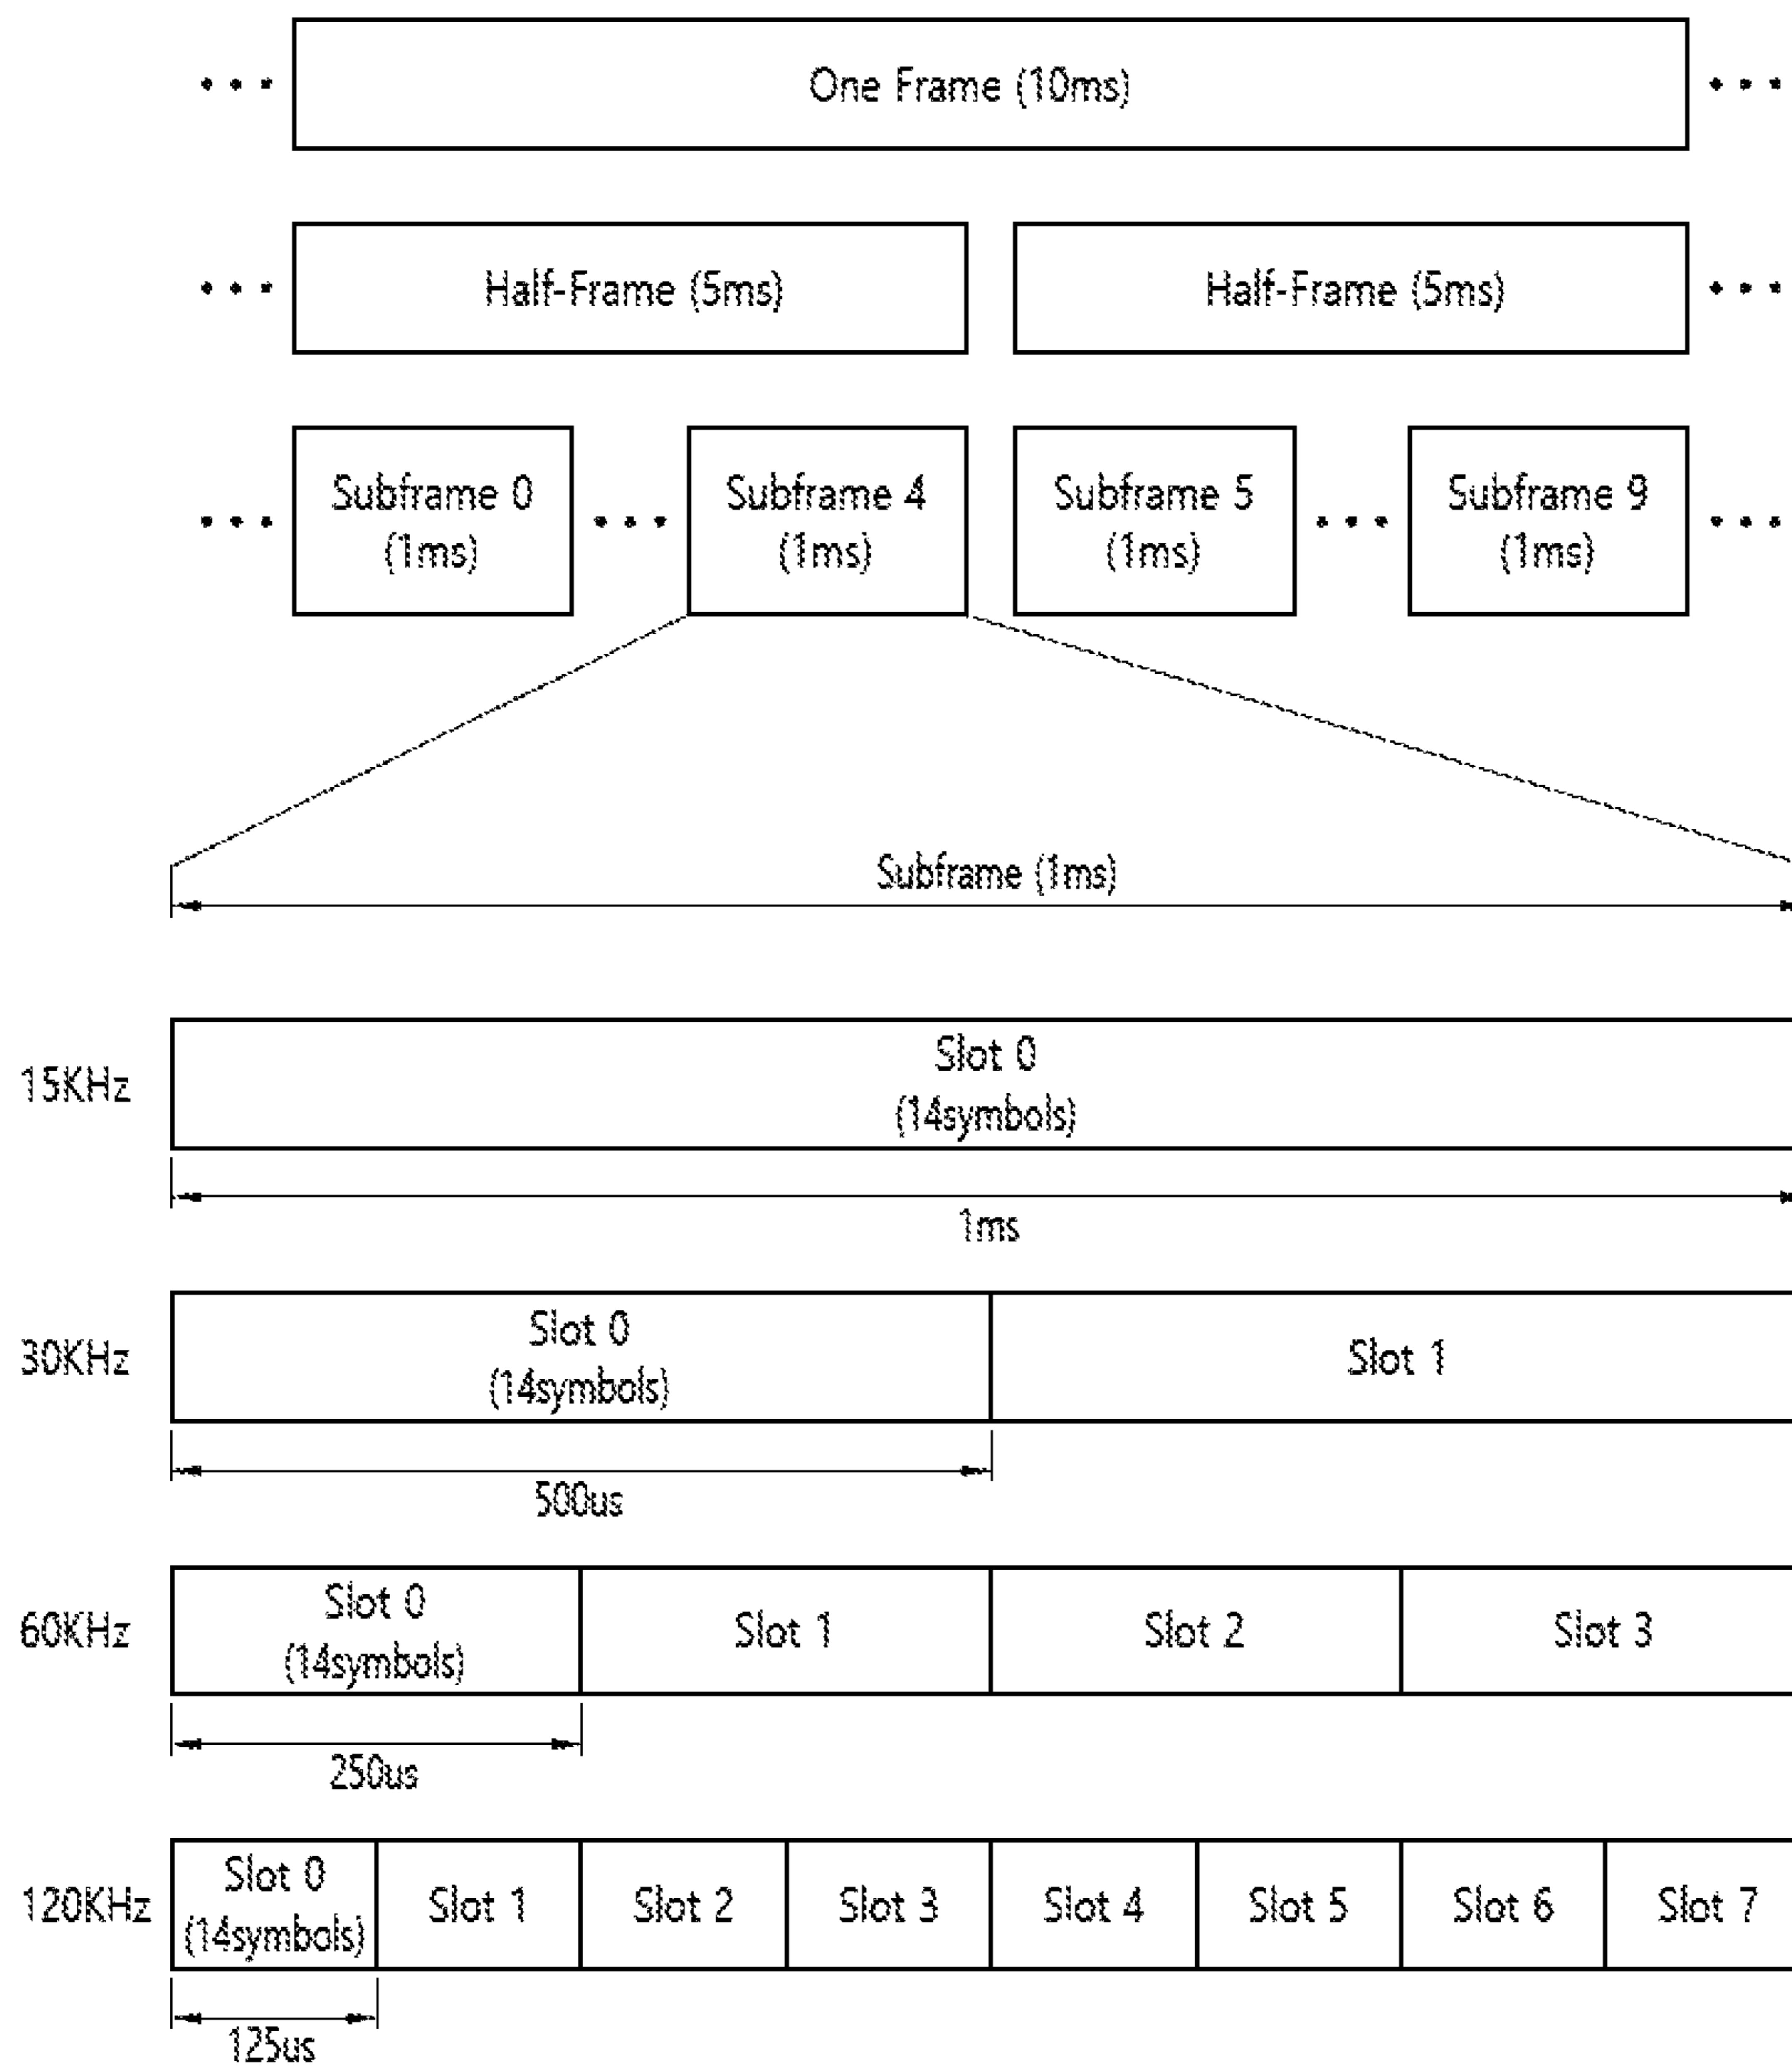 One Frame (10ms)
Half-Frame (5ms) Half-Frame (5ms)
Subframe 0 Subframe 4 Subframe 5 Subframe 9
(1ms) (1ms) (1ms) (1ms)
Subframe (1ms)
15KHz
Slot 0
(14symbols)
1ms
30KHz
Slot 0
(14symbols)
Slot 1
500us
60KHz
Slot 0
(14symbols)
Slot 1
Slot 2
Slot 3
250us
120KHz
Slot 0
(14symbols)
Slot 1
Slot 2
Slot 3
Slot 4
Slot 5
Slot 6
Slot 7
125us